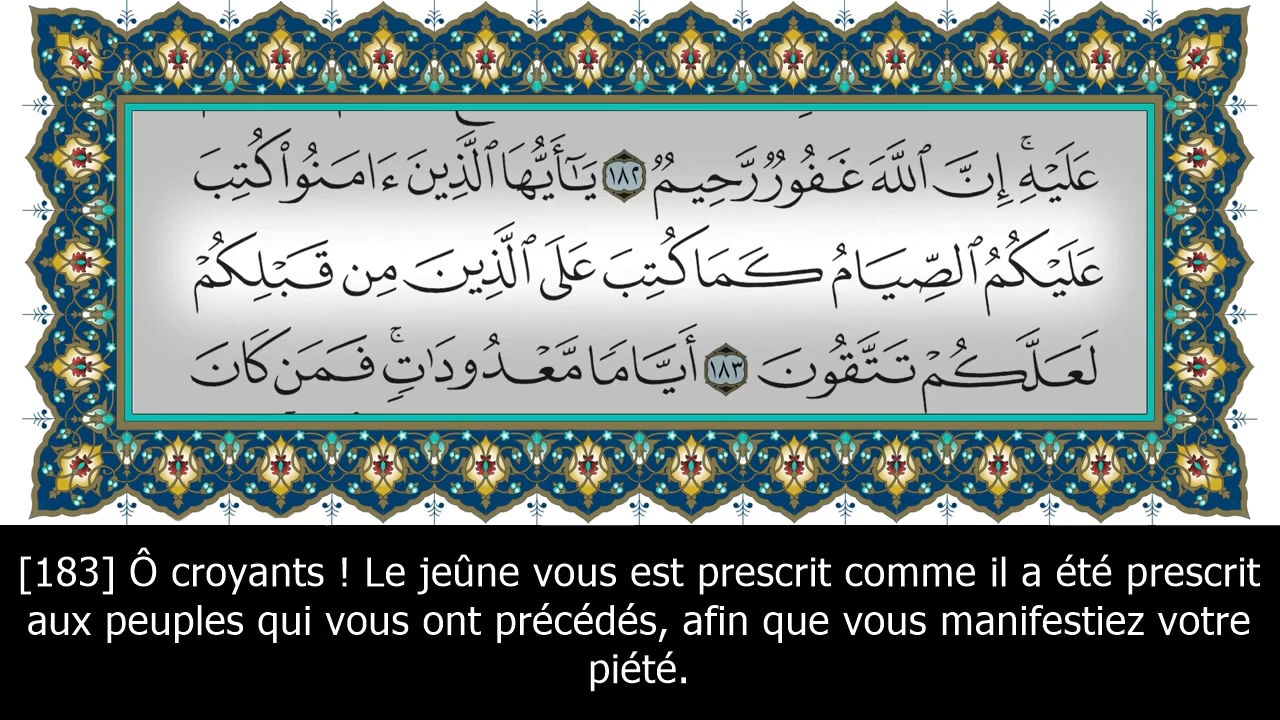 عَلَيْهِ ۚ إِنَّ ٱللَّهَ غَفُورٌ رَّحِيمٌ ١٨٢ يَـٰٓأَيُّهَا ٱلَّذِينَ ءَامَنُوا۟ كُتِبَ
عَلَيْكُمُ ٱلصِّيَامُ كَمَا كُتِبَ عَلَى ٱلَّذِينَ مِن قَبْلِكُمْ
لَعَلَّكُمْ تَتَّقُونَ ١٨٣ أَيَّامًا مَّعْدُودَٰتٍ ۚ فَمَن كَانَ
[183] Ô croyants ! Le jeûne vous est prescrit comme il a été prescrit
aux peuples qui vous ont précédés, afin que vous manifestiez votre
piété.